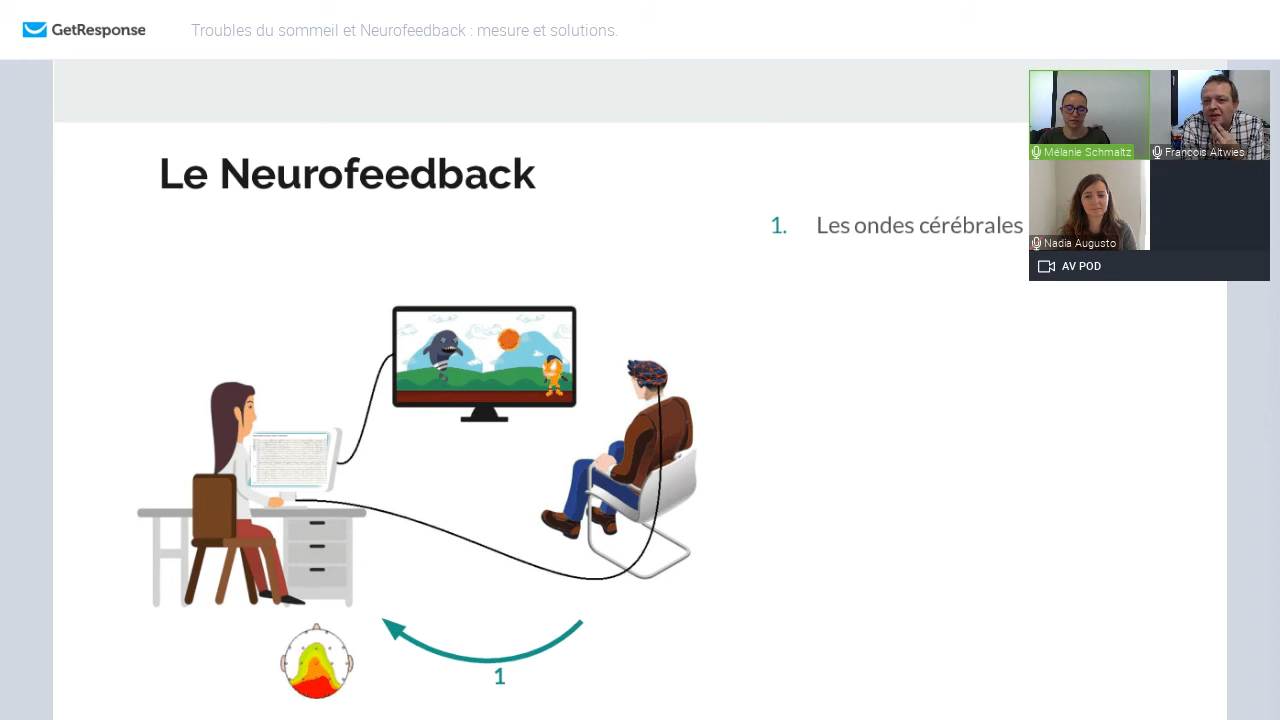 GetResponse
Troubles du sommeil et Neurofeedback : mesure et solutions.
Mélanie Schmaltz
François Altwies
Nadia Augusto
AV POD
Le Neurofeedback
1. Les ondes cérébrales
1